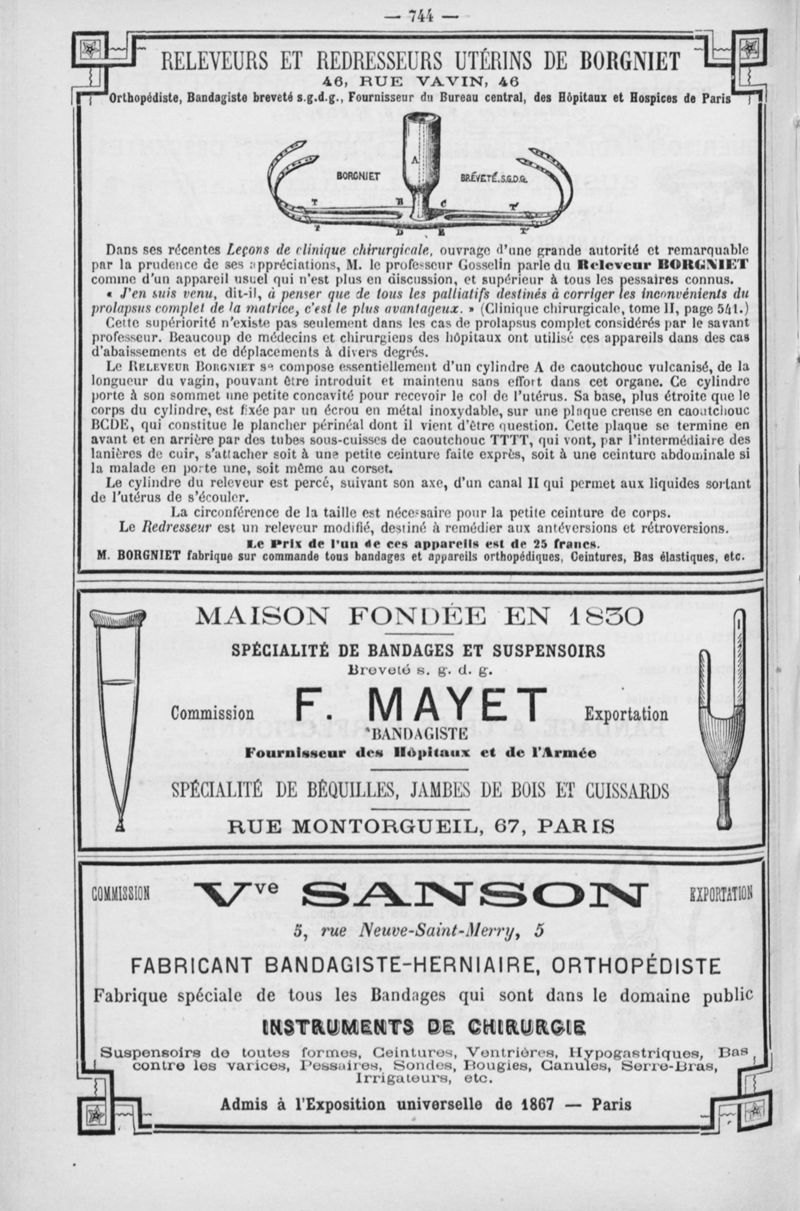 — 744 —
RELEVEURS ET REDRESSEURS UTÉRINS DE BORGNIET
46, RUE VAVIN, 46
Orthopédiste, Bandagiste breveté s.g.d.g., Fournisseur du Bureau central, des Hôpitaux et Hospices de Paris
A
BORGNIET
BREVETÉ.S.G.D.G.
T B C T'
T D E T'
Dans ses récentes Leçons de clinique chirurgicale, ouvrage d'une grande autorité et remarquable
par la prudence de ses appréciations, M. le professeur Gosselin parle du Releveur BORGNIET
comme d'un appareil usuel qui n'est plus en discussion, et supérieur à tous les pessaires connus.
« J'en suis venu, dit-il, à penser que de tous les palliatifs destinés à corriger les inconvénients du
prolapsus complet de la matrice, c'est le plus avantageux. » (Clinique chirurgicale, tome II, page 541.)
Cette supériorité n'existe pas seulement dans les cas de prolapsus complet considérés par le savant
professeur. Beaucoup de médecins et chirurgiens des hôpitaux ont utilisé ces appareils dans des cas
d'abaissements et de déplacements à divers degrés.
Le RELEVEUR BORGNIET se compose essentiellement d'un cylindre A de caoutchouc vulcanisé, de la
longueur du vagin, pouvant être introduit et maintenu sans effort dans cet organe. Ce cylindre
porte à son sommet une petite concavité pour recevoir le col de l'utérus. Sa base, plus étroite que le
corps du cylindre, est fixée par un écrou en métal inoxydable, sur une plaque creuse en caoutchouc
BCDE, qui constitue le plancher périnéal dont il vient d'être question. Cette plaque se termine en
avant et en arrière par des tubes sous-cuisses de caoutchouc TTTT, qui vont, par l'intermédiaire des
lanières de cuir, s'attacher soit à une petite ceinture faite exprès, soit à une ceinture abdominale si
la malade en porte une, soit même au corset.
Le cylindre du releveur est percé, suivant son axe, d'un canal II qui permet aux liquides sortant
de l'utérus de s'écouler.
La circonférence de la taille est nécessaire pour la petite ceinture de corps.
Le Redresseur est un releveur modifié, destiné à remédier aux antéversions et rétroversions.
Le Prix de l'un de ces appareils est de 25 francs.
M. BORGNIET fabrique sur commande tous bandages et appareils orthopédiques, Ceintures, Bas élastiques, etc.
MAISON FONDÉE EN 1830
SPÉCIALITÉ DE BANDAGES ET SUSPENSOIRS
Breveté s. g. d. g.
Commission F. MAYET Exportation
BANDAGISTE
Fournisseur des Hôpitaux et de l'Armée
SPÉCIALITÉ DE BÉQUILLES, JAMBES DE BOIS ET CUISSARDS
RUE MONTORGUEIL, 67, PARIS
COMMISSION Vve SANSON EXPORTATION
5, rue Neuve-Saint-Merry, 5
FABRICANT BANDAGISTE-HERNIAIRE, ORTHOPÉDISTE
Fabrique spéciale de tous les Bandages qui sont dans le domaine public
INSTRUMENTS DE CHIRURGIE
Suspensoirs de toutes formes, Ceintures, Ventrières, Hypogastriques, Bas
contre les varices, Pessaires, Sondes, Bougies, Canules, Serre-Bras,
Irrigateurs, etc.
Admis à l'Exposition universelle de 1867 — Paris